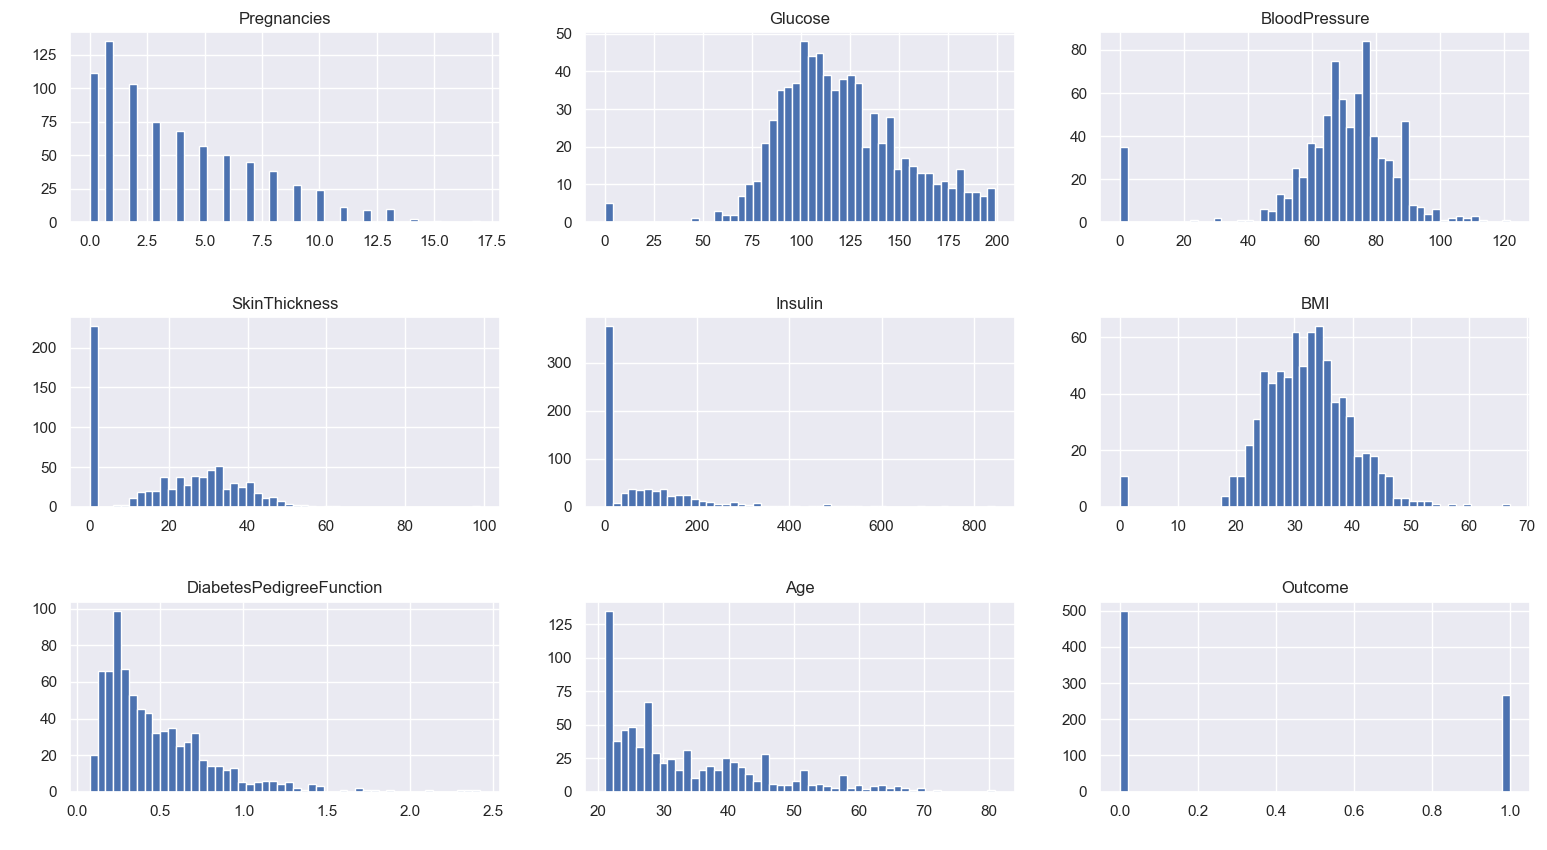 Pregnancies
125
100
75
50
25
0
0.0 2.5 5.0 7.5 10.0 12.5 15.0 17.5
Glucose
50
40
30
20
10
0
0 25 50 75 100 125 150 175 200
BloodPressure
80
60
40
20
0
0 20 40 60 80 100 120
SkinThickness
200
150
100
50
0
0 20 40 60 80 100
Insulin
300
200
100
0
0 200 400 600 800
BMI
60
40
20
0
0 10 20 30 40 50 60 70
DiabetesPedigreeFunction
100
80
60
40
20
0
0.0 0.5 1.0 1.5 2.0 2.5
Age
125
100
75
50
25
0
20 30 40 50 60 70 80
Outcome
500
400
300
200
100
0
0.0 0.2 0.4 0.6 0.8 1.0